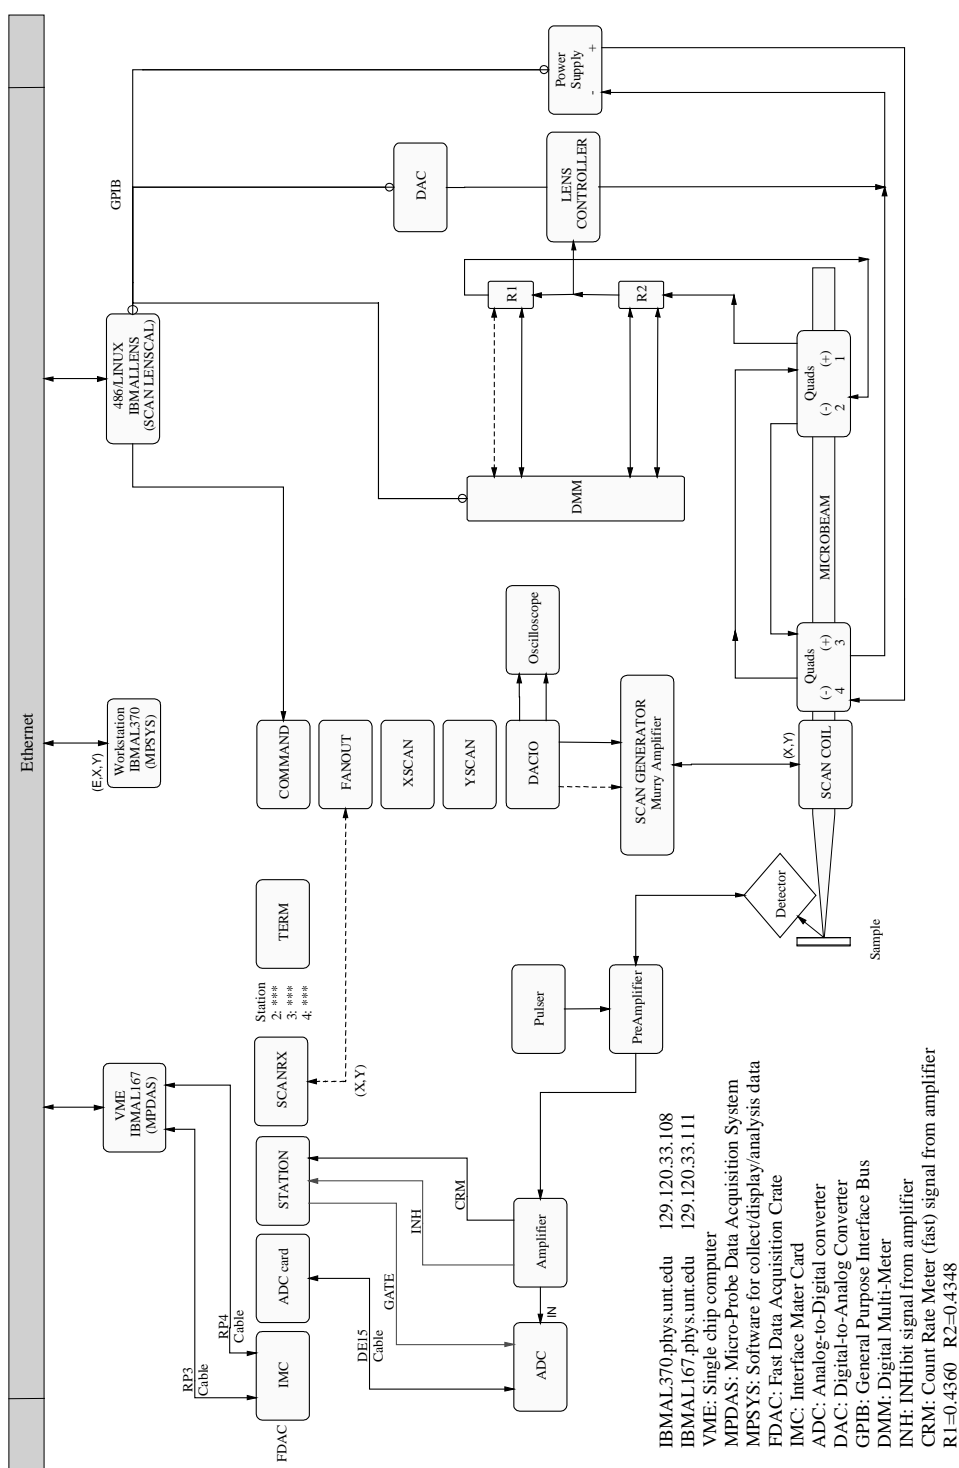 Ethernet
VME
IBMAL167
(MPDAS)
(E,X,Y)
Workstation
IBMAL370
(MPSYS)
486/LINUX
IBMALLENS
(SCAN LENSCAL)
GPIB
RP3
Cable
RP4
Cable
FDAC
IMC
ADC card
STATION
SCANRX
Station
2: ***
3: ***
4: ***
TERM
COMMAND
FANOUT
XSCAN
YSCAN
DACIO
(X,Y)
DE15
Cable
GATE
INH
CRM
ADC
IN
Amplifier
Pulser
PreAmplifier
Detector
Sample
Oscilloscope
SCAN GENERATOR
Murry Amplifier
(X,Y)
SCAN COIL
DMM
R1
R2
DAC
LENS
CONTROLLER
Power
Supply
-
+
Quads
(-)
(+)
4
3
MICROBEAM
Quads
(-)
(+)
2
1
IBMAL370.phys.unt.edu 129.120.33.108
IBMAL167.phys.unt.edu 129.120.33.111
VME: Single chip computer
MPDAS: Micro-Probe Data Acquisition System
MPSYS: Software for collect/display/analysis data
FDAC: Fast Data Acquisition Crate
IMC: Interface Mater Card
ADC: Analog-to-Digital converter
DAC: Digital-to-Analog Converter
GPIB: General Purpose Interface Bus
DMM: Digital Multi-Meter
INH: INHibit signal from amplifier
CRM: Count Rate Meter (fast) signal from amplifier
R1=0.4360 R2=0.4348